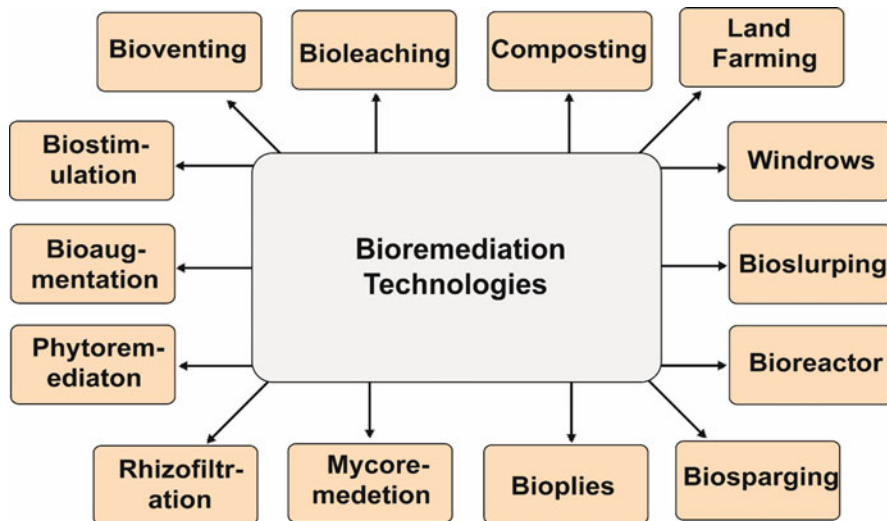 Bioventing
Bioleaching
Composting
Land
Farming
Biostim-
ulation
Windrows
Bioremediation
Technologies
Bioaug-
mentation
Bioslurping
Phytorem-
ediaton
Bioreactor
Rhizofiltr-
ation
Mycore-
medetion
Bioplies
Biosparging